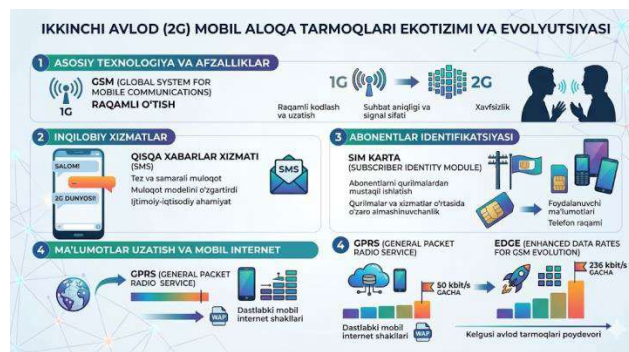 IKKINCHI AVLOD (2G) MOBIL ALOQA TARMOQLARI EKOTIZIMI VA EVOLYUTSIYASI
1 ASOSIY TEXNOLOGIYA VA AFZALLIKLAR
1G
GSM (GLOBAL SYSTEM FOR
MOBILE COMMUNICATIONS)
RAQAMLI O'TISH
1G
2G
Raqamli kodlash
va uzatish
Suhbat aniqligi va
signal sifati
Xavfsizlik
2 INQILOBIY XIZMATLAR
SALOM!
2G DUNYOSI!
QISQA XABARLAR XIZMATI
(SMS)
Tez va samarali muloqot
Muloqot modelini o'zgartirdi
Ijtimoiy-iqtisodiy ahamiyat
SMS
3 ABONENTLAR IDENTIFIKATSIYASI
SIM KARTA
(SUBSCRIBER IDENTITY MODULE)
Abonentlarni qurilmalardan
mustaqil ishlatish
Qurilmalar va xizmatlar o'rtasida
o'zaro almashinuvchanlik
Foydalanuvchi
ma'lumotlari
Telefon raqami
4 MA'LUMOTLAR UZATISH VA MOBIL INTERNET
GPRS (GENERAL PACKET
RADIO SERVICE)
WAP
Dastlabki mobil
internet shakllari
4 GPRS (GENERAL PACKET
RADIO SERVICE)
50 kbit/s
GACHA
Dastlabki mobil
internet shakllari
WAP
EDGE (ENHANCED DATA RATES
FOR GSM EVOLUTION)
236 kbit/s
GACHA
Kelgusi avlod tarmoqlari poydevori